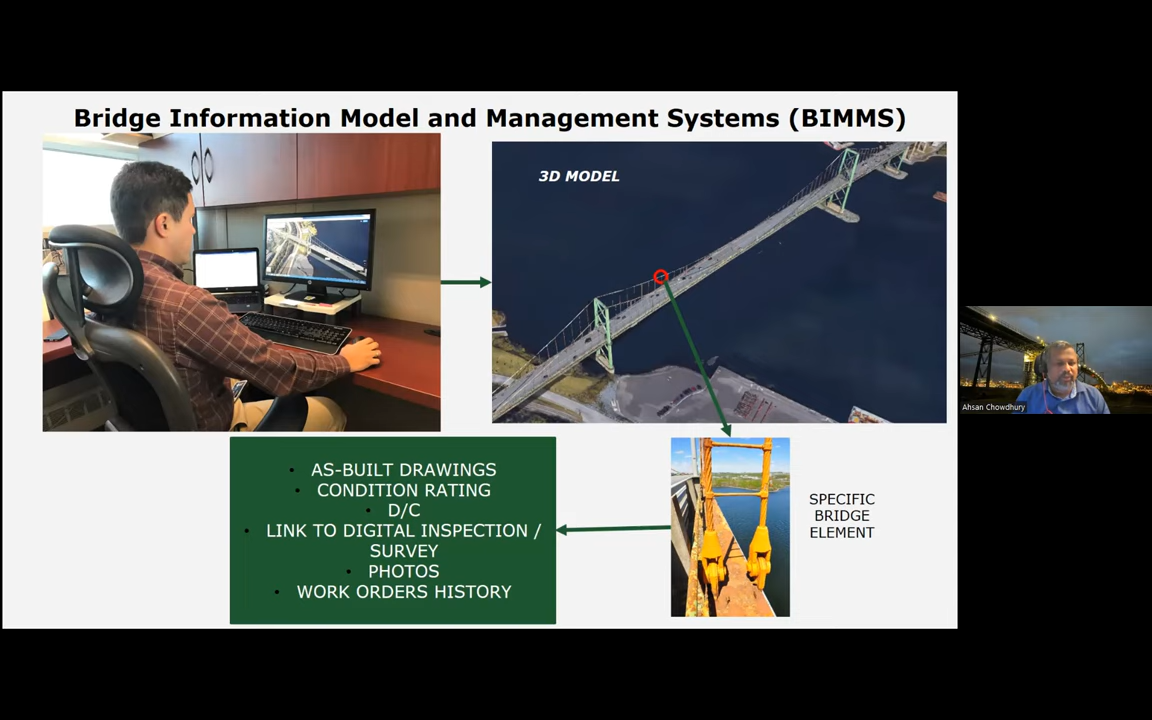 Bridge Information Model and Management Systems (BIMMS)
3D MODEL
• AS-BUILT DRAWINGS
• CONDITION RATING
• D/C
• LINK TO DIGITAL INSPECTION /
SURVEY
• PHOTOS
• WORK ORDERS HISTORY
SPECIFIC
BRIDGE
ELEMENT
Ahsan Chowdhury